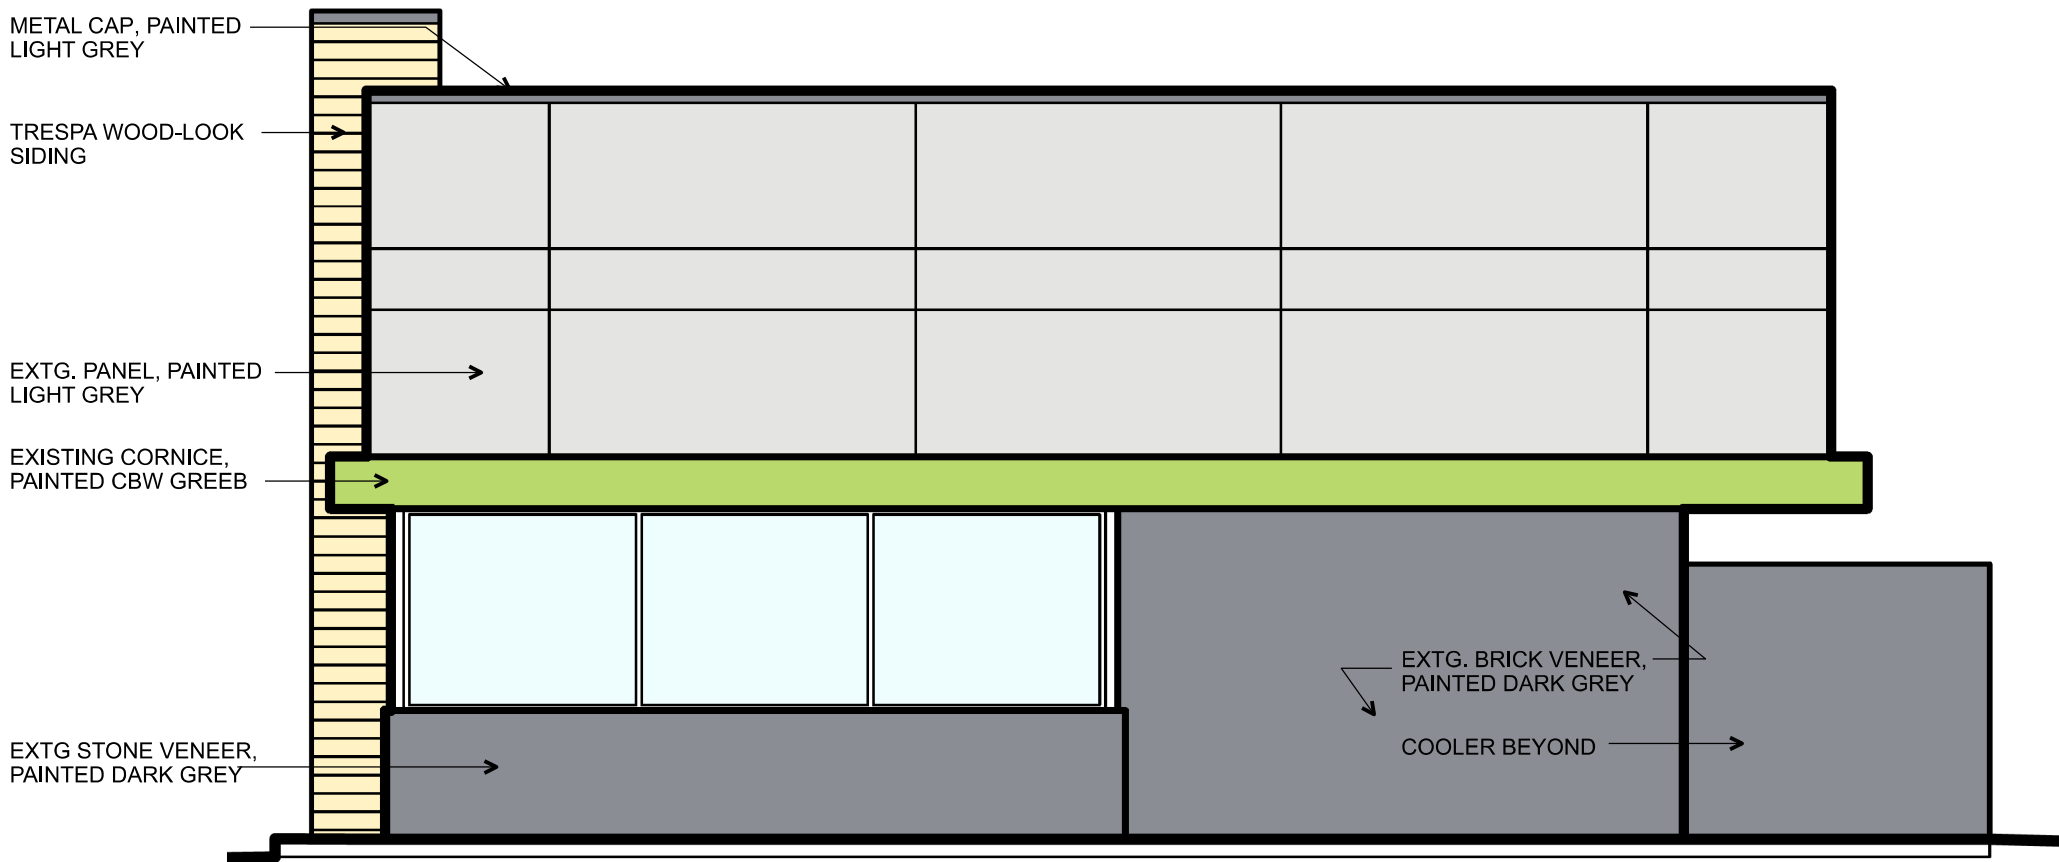 METAL CAP, PAINTED
LIGHT GREY
TRESPA WOOD-LOOK
SIDING
EXTG. PANEL, PAINTED
LIGHT GREY
EXISTING CORNICE,
PAINTED CBW GREEB
EXTG. BRICK VENEER,
PAINTED DARK GREY
COOLER BEYOND
EXTG STONE VENEER,
PAINTED DARK GREY